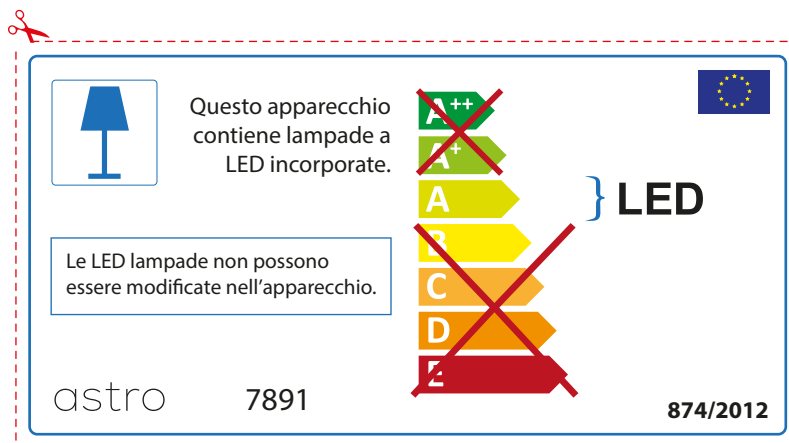 Questo apparecchio
contiene lampade a
LED incorporate.
Le LED lampade non possono
essere modificate nell'apparecchio.
A++
A+
A
B
C
D
E
LED
astro
7891
874/2012